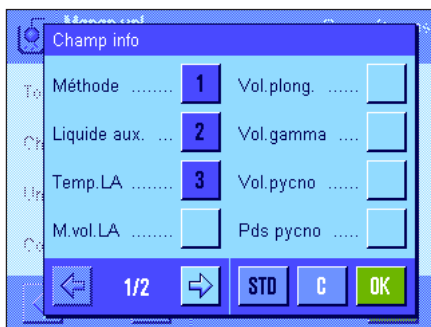 Champ info
Méthode ........ 1 Vol.plong. ......
Liquide aux. ... 2 Vol.gamma ....
Temp.LA ........ 3 Vol.pycno .....
M.vol.LA ........ Pds pycno .....
1/2 STD C OK